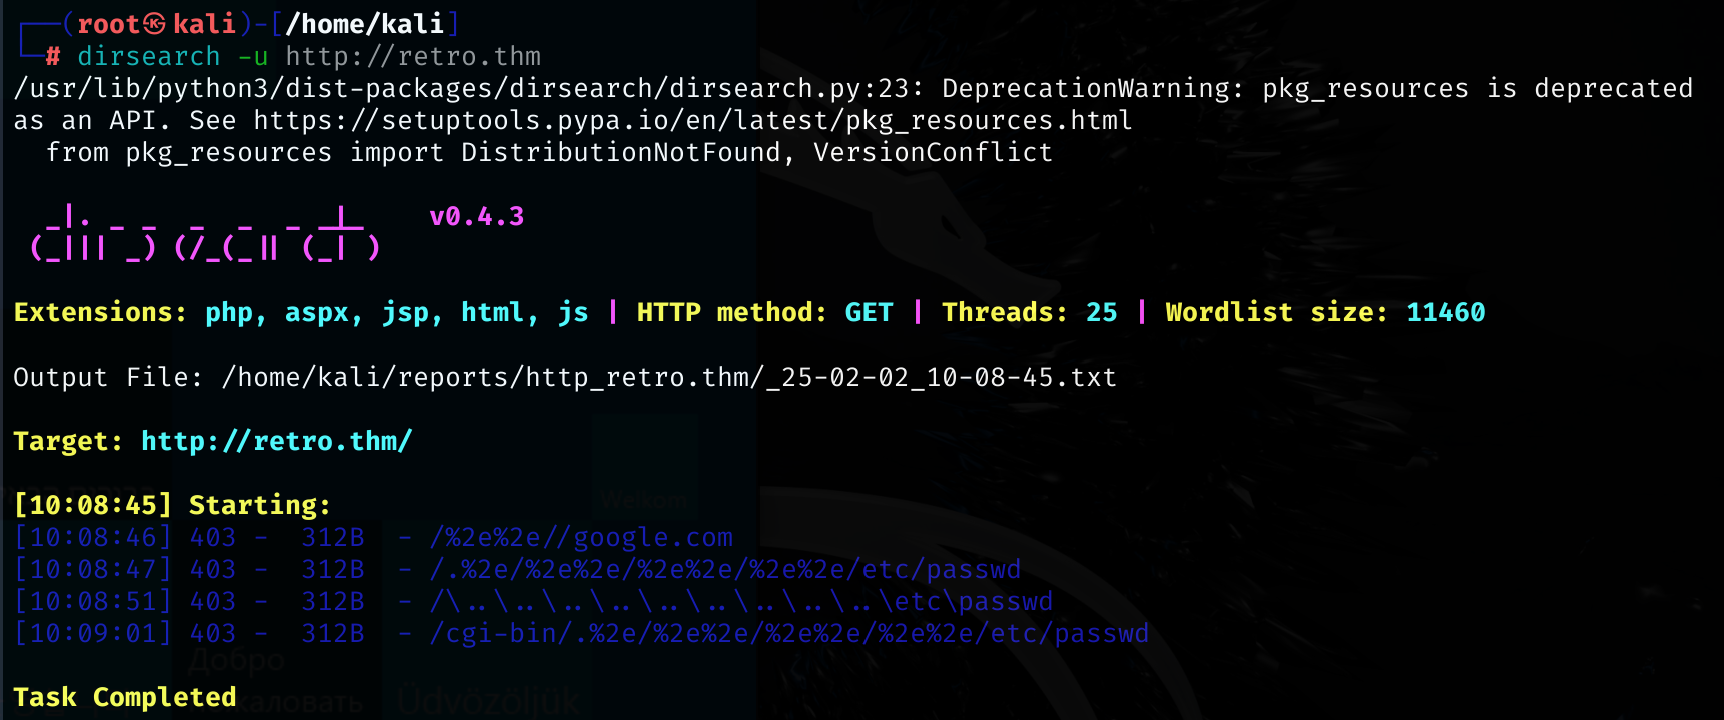 ┌──(root㉿kali)-[/home/kali]
└─# dirsearch -u http://retro.thm
/usr/lib/python3/dist-packages/dirsearch/dirsearch.py:23: DeprecationWarning: pkg_resources is deprecated
as an API. See https://setuptools.pypa.io/en/latest/pkg_resources.html
  from pkg_resources import DistributionNotFound, VersionConflict
  _|. _ _  _  _  _ _|_    v0.4.3
 (_||| _) (/_(_|| (_| )
Extensions: php, aspx, jsp, html, js | HTTP method: GET | Threads: 25 | Wordlist size: 11460
Output File: /home/kali/reports/http_retro.thm/_25-02-02_10-08-45.txt
Target: http://retro.thm/
Welkom
[10:08:45] Starting:
[10:08:46] 403 -  312B  - /%2e%2e//google.com
[10:08:47] 403 -  312B  - /.%2e/%2e%2e/%2e%2e/%2e%2e/etc/passwd
[10:08:51] 403 -  312B  - /\..\..\..\..\..\..\..\..\..\etc\passwd
[10:09:01] 403 -  312B  - /cgi-bin/.%2e/%2e%2e/%2e%2e/%2e%2e/etc/passwd
Добро
Üdvözöljük
Task Completed